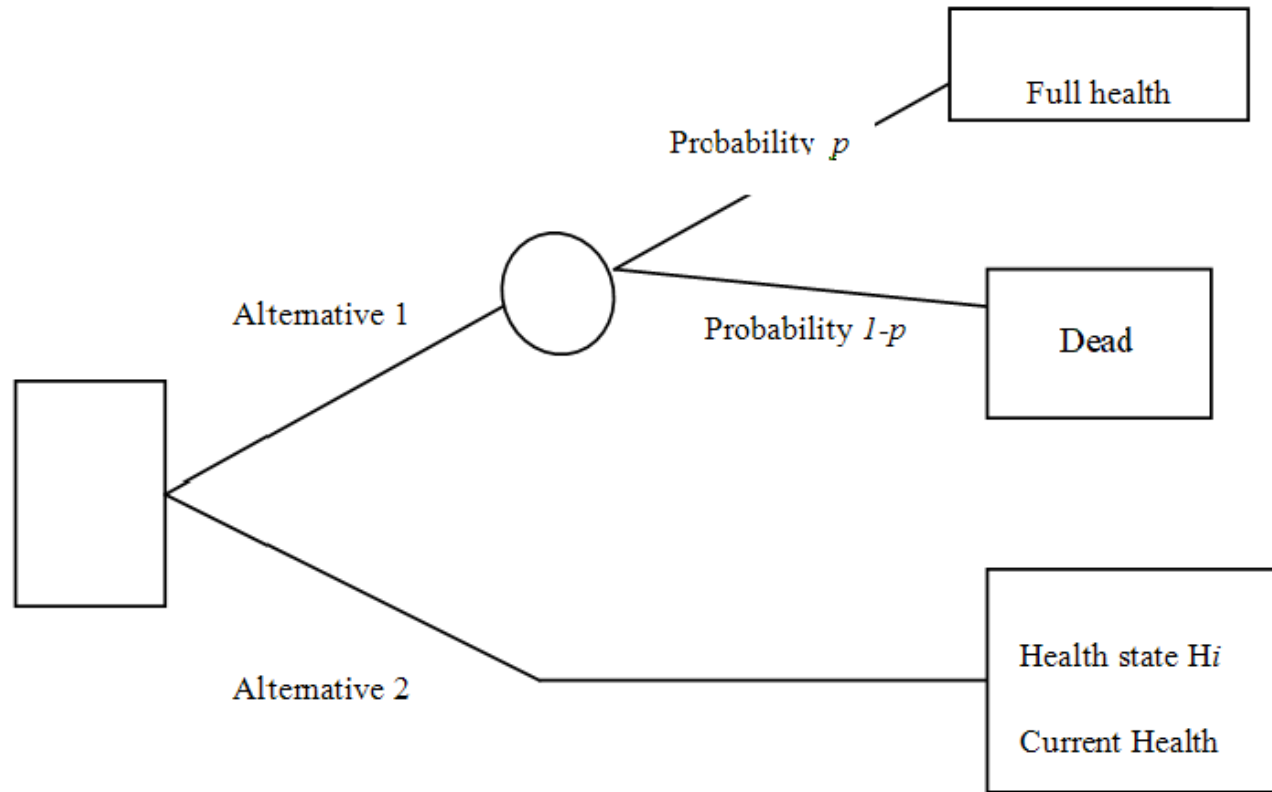 Full health
Probability p
Alternative 1
Probability 1-p
Dead
Health state Hi
Alternative 2
Current Health